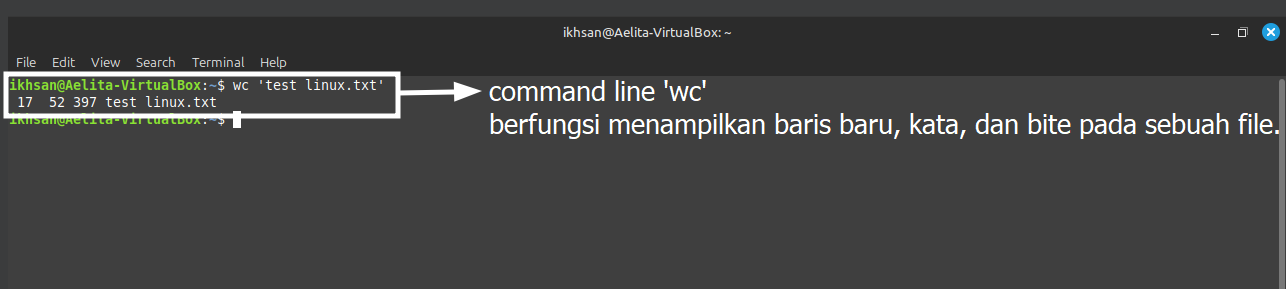 ikhsan@Aelita-VirtualBox: ~
File Edit View Search Terminal Help
ikhsan@Aelita-VirtualBox:~$ wc 'test linux.txt'
17 52 397 test linux.txt
ikhsan@Aelita-VirtualBox:~$
command line 'wc'
berfungsi menampilkan baris baru, kata, dan bite pada sebuah file.